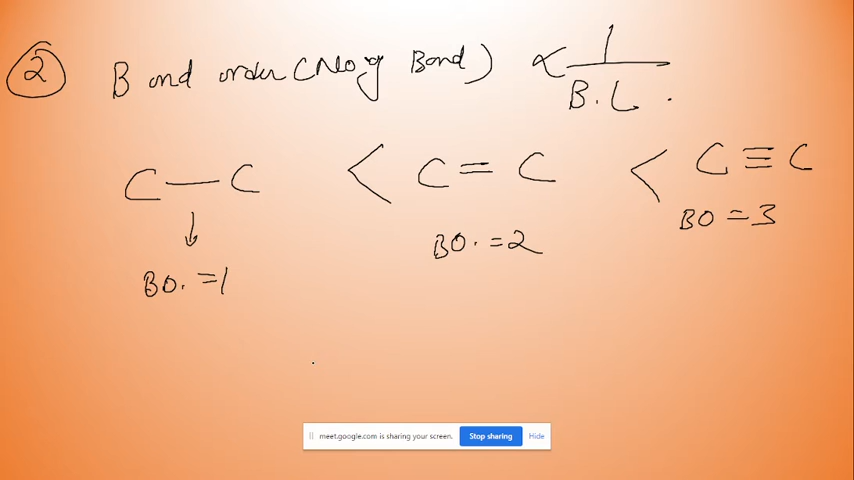 ② Bond order (No of Bond) ∝ 1 / B.L.
C — C < C = C < C ≡ C
BO. = 1 BO. = 2 BO = 3
meet.google.com is sharing your screen. Stop sharing Hide